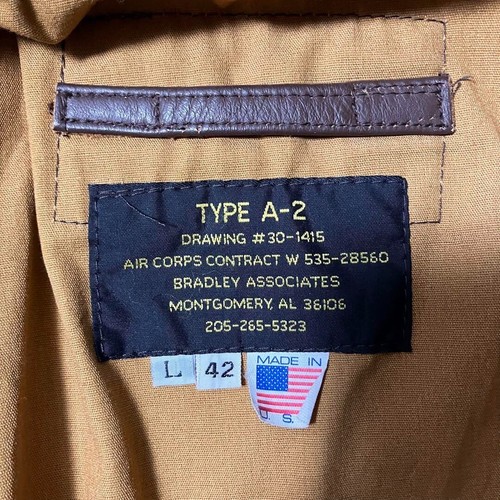 TYPE A-2
DRAWING #30-1415
AIR CORPS CONTRACT W 535-28560
BRADLEY ASSOCIATES
MONTGOMERY, AL 36106
205-265-5323
L
42
MADE IN
U.S.